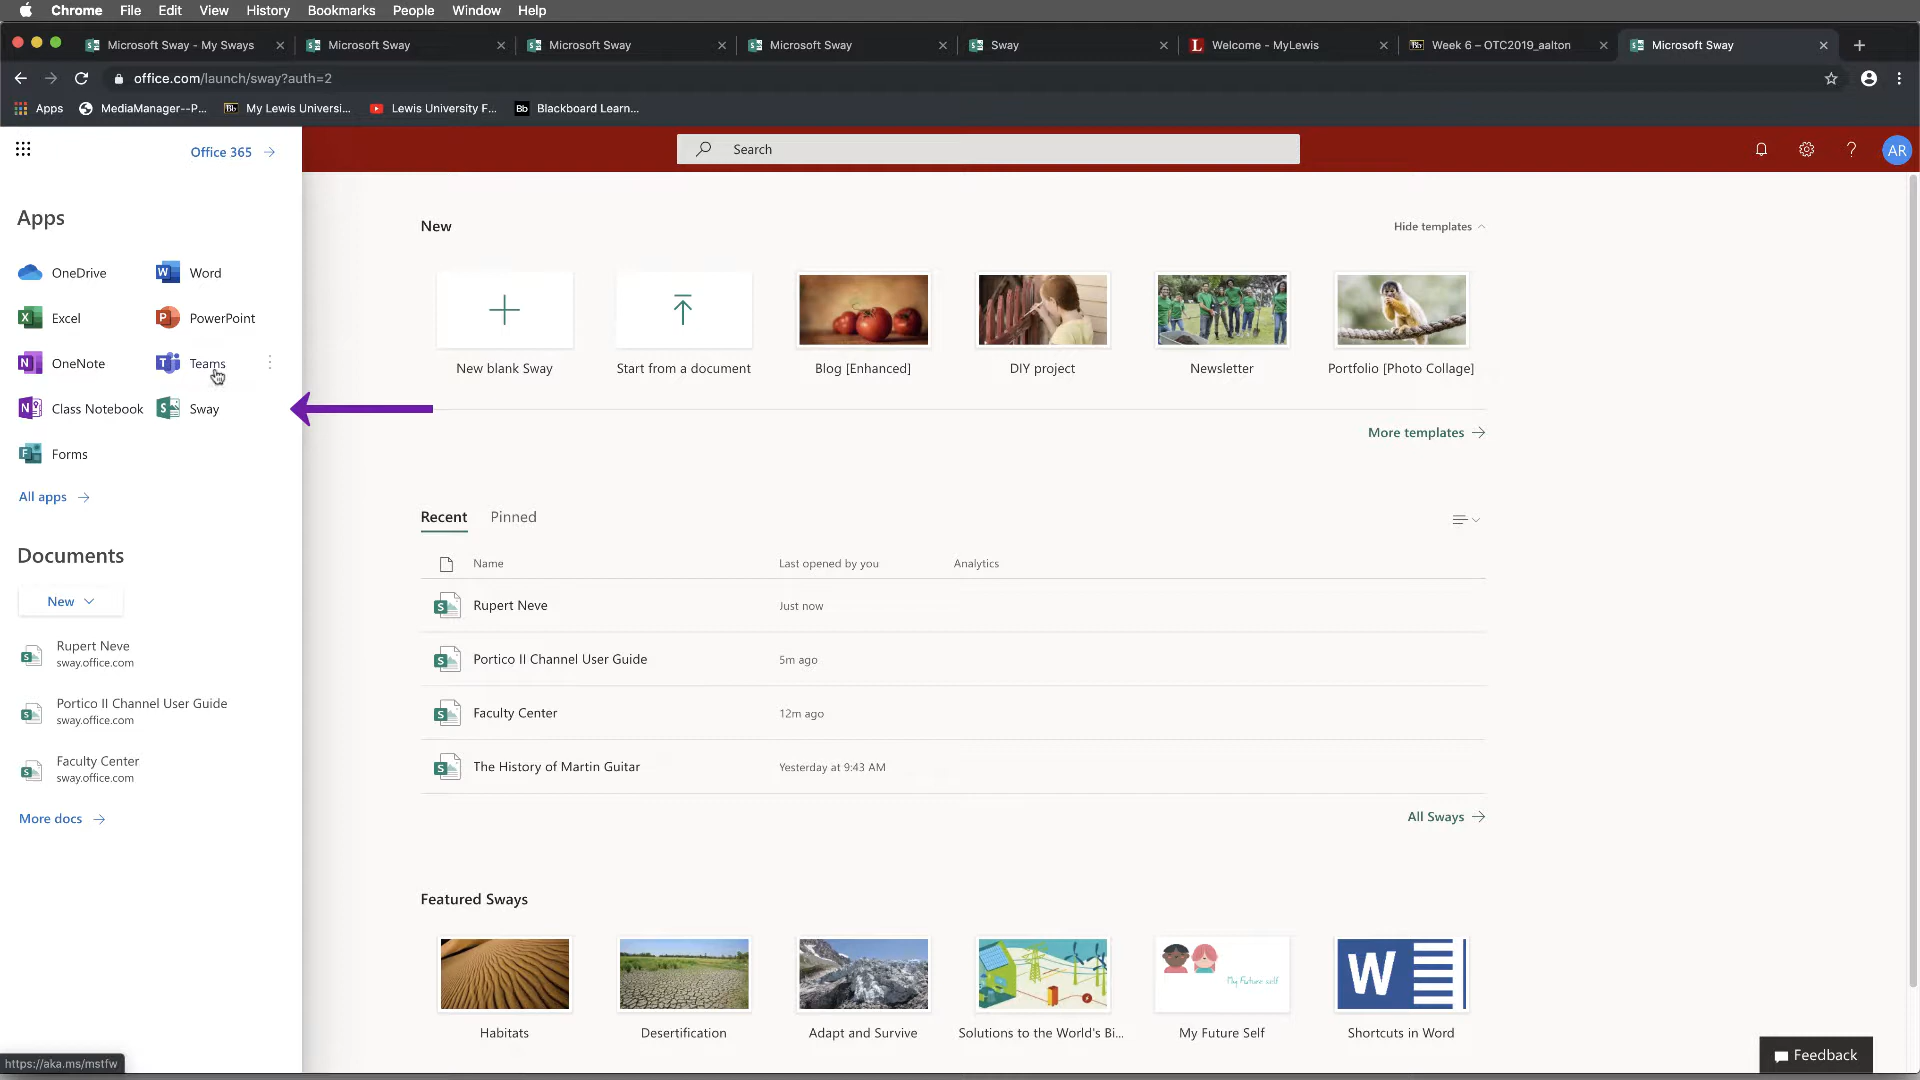 Chrome File Edit View History Bookmarks People Window Help
Microsoft Sway - My Sways Microsoft Sway Microsoft Sway Microsoft Sway Sway Welcome - MyLewis Week 6 – OTC2019_aalton Microsoft Sway
office.com/launch/sway?auth=2
Apps MediaManager--P... My Lewis Universi... Lewis University F... Blackboard Learn...
Office 365
Search
AR
Apps
OneDrive Word
Excel PowerPoint
OneNote Teams
Class Notebook Sway
Forms
All apps
Documents
New
Rupert Neve
sway.office.com
Portico II Channel User Guide
sway.office.com
Faculty Center
sway.office.com
More docs
New
Hide templates
New blank Sway Start from a document Blog [Enhanced] DIY project Newsletter Portfolio [Photo Collage]
More templates
Recent Pinned
Name Last opened by you Analytics
Rupert Neve Just now
Portico II Channel User Guide 5m ago
Faculty Center 12m ago
The History of Martin Guitar Yesterday at 9:43 AM
All Sways
Featured Sways
My Future self
W
Habitats Desertification Adapt and Survive Solutions to the World's Bi... My Future Self Shortcuts in Word
Feedback
https://aka.ms/mstfw